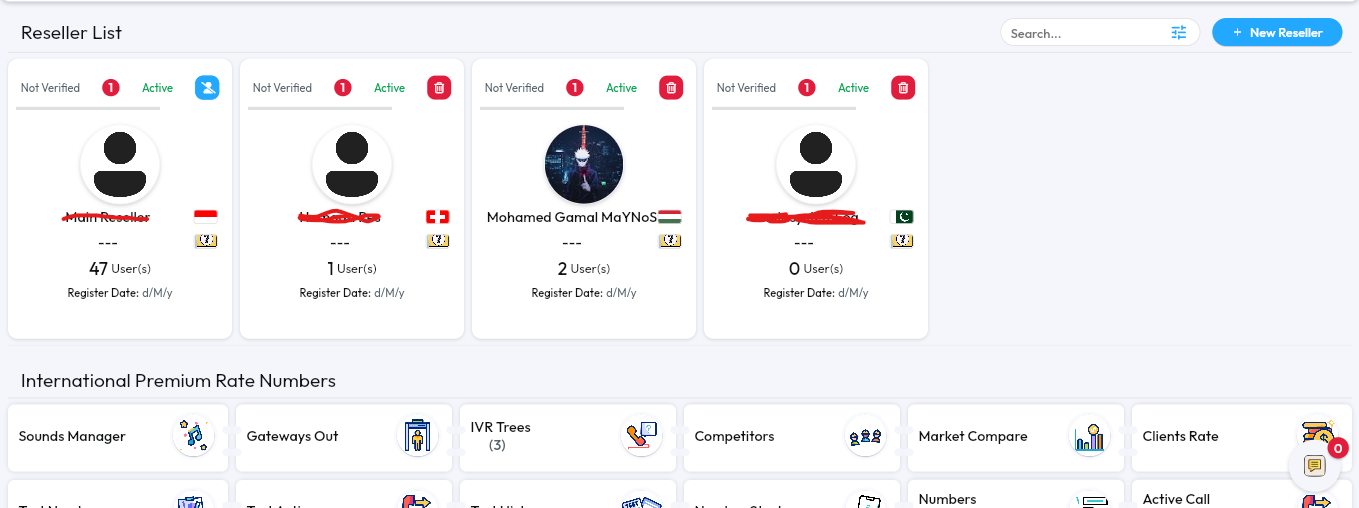 Reseller List
Search...
+ New Reseller
Not Verified 1 Active
Not Verified 1 Active
Not Verified 1 Active
Not Verified 1 Active
Main Reseller
Mohamed Gamal MaYNoS
---
---
---
---
47 User(s)
1 User(s)
2 User(s)
0 User(s)
Register Date: d/M/y
Register Date: d/M/y
Register Date: d/M/y
Register Date: d/M/y
International Premium Rate Numbers
Sounds Manager
Gateways Out
IVR Trees
(3)
Competitors
Market Compare
Clients Rate
0
Numbers
Active Call